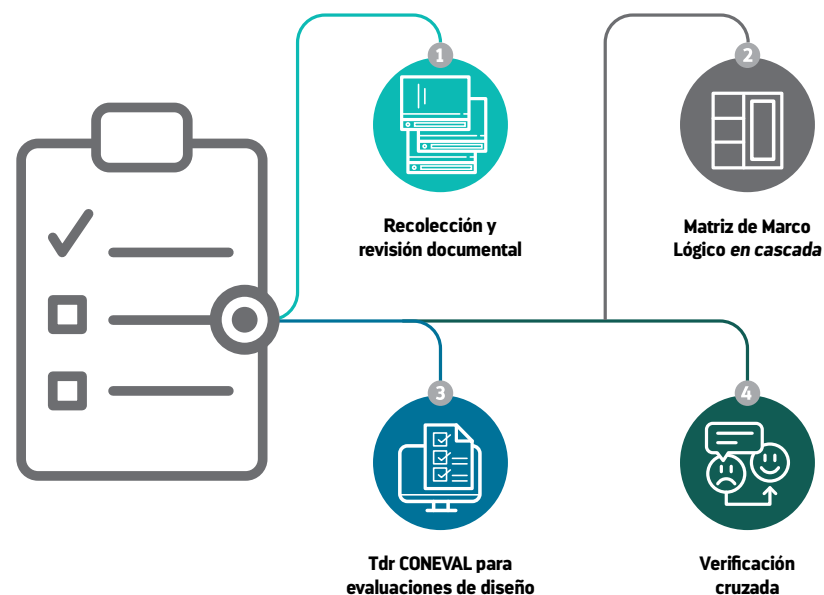 1
Recolección y
revisión documental
2
Matriz de Marco
Lógico en cascada
3
Tdr CONEVAL para
evaluaciones de diseño
4
Verificación
cruzada